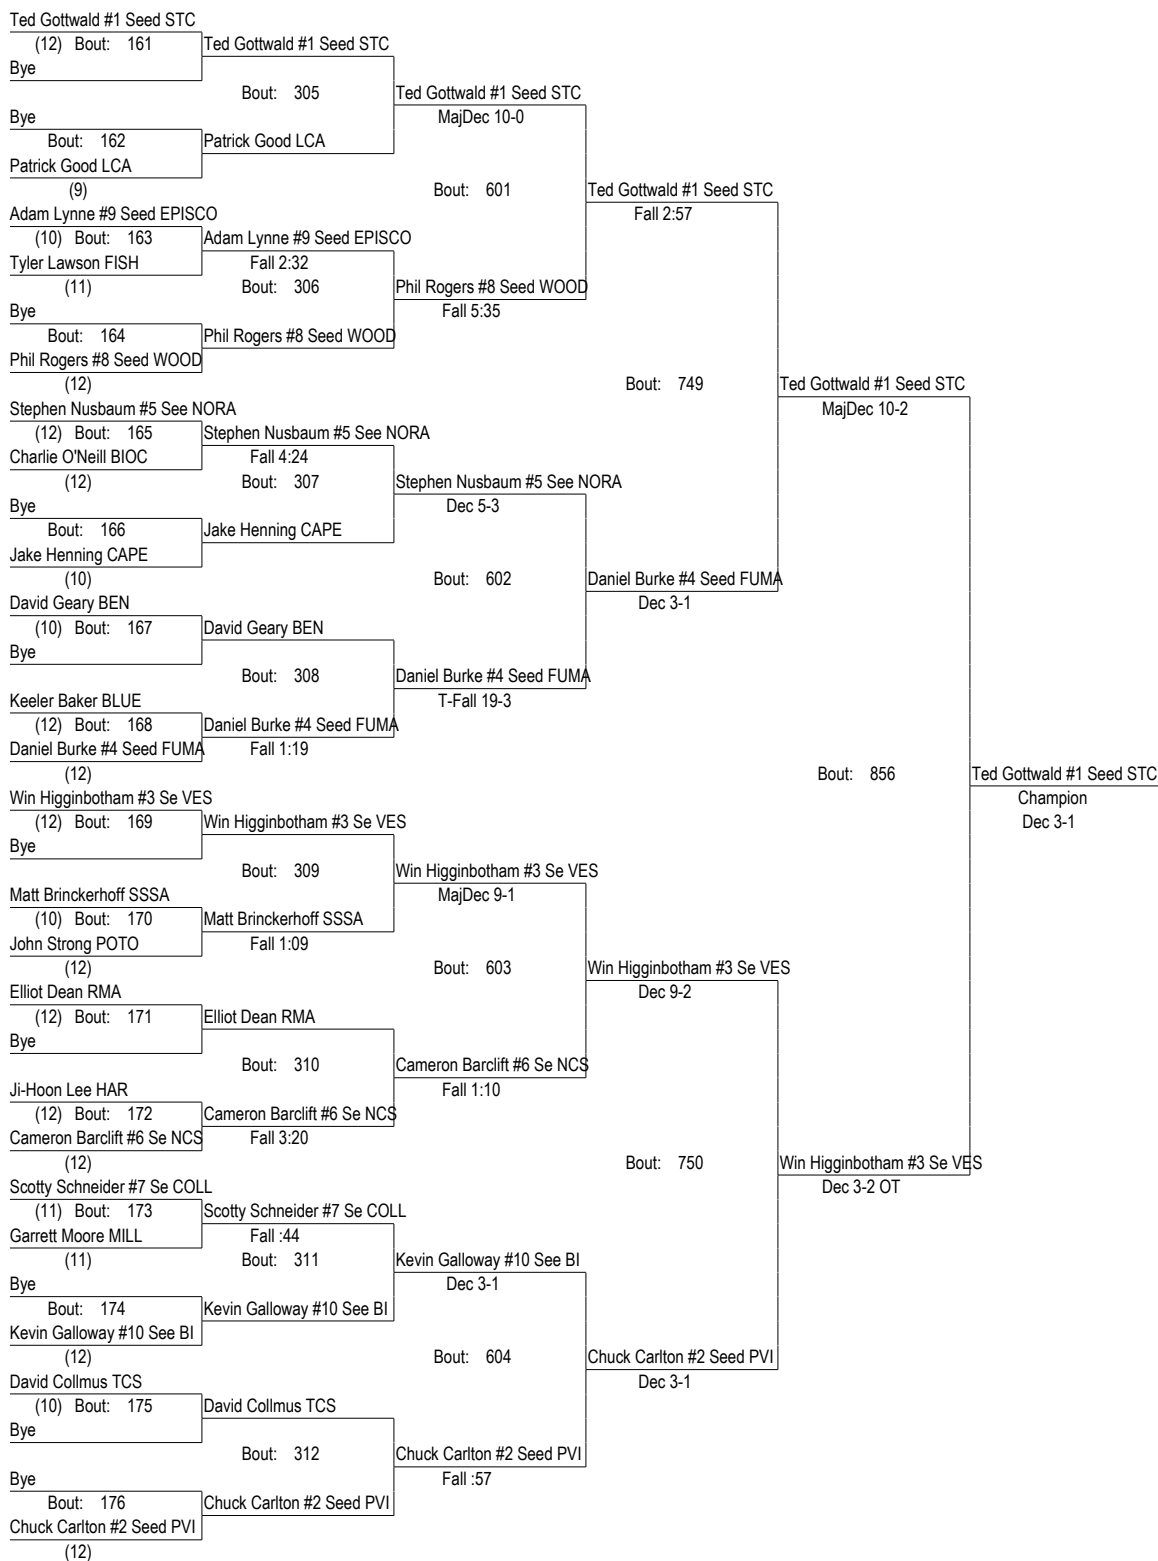 Ted Gottwald #1 Seed STC
(12) Bout: 161 Ted Gottwald #1 Seed STC
Bye
Bout: 305 Ted Gottwald #1 Seed STC
Bye MajDec 10-0
Bout: 162 Patrick Good LCA
Patrick Good LCA
(9) Bout: 601 Ted Gottwald #1 Seed STC
Adam Lynne #9 Seed EPISCO Fall 2:57
(10) Bout: 163 Adam Lynne #9 Seed EPISCO
Tyler Lawson FISH Fall 2:32
(11) Bout: 306 Phil Rogers #8 Seed WOOD
Bye Fall 5:35
Bout: 164 Phil Rogers #8 Seed WOOD
Phil Rogers #8 Seed WOOD
(12) Bout: 749 Ted Gottwald #1 Seed STC
Stephen Nusbaum #5 See NORA MajDec 10-2
(12) Bout: 165 Stephen Nusbaum #5 See NORA
Charlie O'Neill BIOC Fall 4:24
(12) Bout: 307 Stephen Nusbaum #5 See NORA
Bye Dec 5-3
Bout: 166 Jake Henning CAPE
Jake Henning CAPE
(10) Bout: 602 Daniel Burke #4 Seed FUMA
David Geary BEN Dec 3-1
(10) Bout: 167 David Geary BEN
Bye
Bout: 308 Daniel Burke #4 Seed FUMA
Keeler Baker BLUE T-Fall 19-3
(12) Bout: 168 Daniel Burke #4 Seed FUMA
Daniel Burke #4 Seed FUMA Fall 1:19
(12) Bout: 856 Ted Gottwald #1 Seed STC
Win Higginbotham #3 Se VES Champion
(12) Bout: 169 Win Higginbotham #3 Se VES Dec 3-1
Bye
Bout: 309 Win Higginbotham #3 Se VES
Matt Brinckerhoff SSSA MajDec 9-1
(10) Bout: 170 Matt Brinckerhoff SSSA
John Strong POTO Fall 1:09
(12) Bout: 603 Win Higginbotham #3 Se VES
Elliot Dean RMA Dec 9-2
(12) Bout: 171 Elliot Dean RMA
Bye
Bout: 310 Cameron Barclift #6 Se NCS
Ji-Hoon Lee HAR Fall 1:10
(12) Bout: 172 Cameron Barclift #6 Se NCS
Cameron Barclift #6 Se NCS Fall 3:20
(12) Bout: 750 Win Higginbotham #3 Se VES
Scotty Schneider #7 Se COLL Dec 3-2 OT
(11) Bout: 173 Scotty Schneider #7 Se COLL
Garrett Moore MILL Fall :44
(11) Bout: 311 Kevin Galloway #10 See BI
Bye Dec 3-1
Bout: 174 Kevin Galloway #10 See BI
Kevin Galloway #10 See BI
(12) Bout: 604 Chuck Carlton #2 Seed PVI
David Collmus TCS Dec 3-1
(10) Bout: 175 David Collmus TCS
Bye
Bout: 312 Chuck Carlton #2 Seed PVI
Bye Fall :57
Bout: 176 Chuck Carlton #2 Seed PVI
Chuck Carlton #2 Seed PVI
(12)